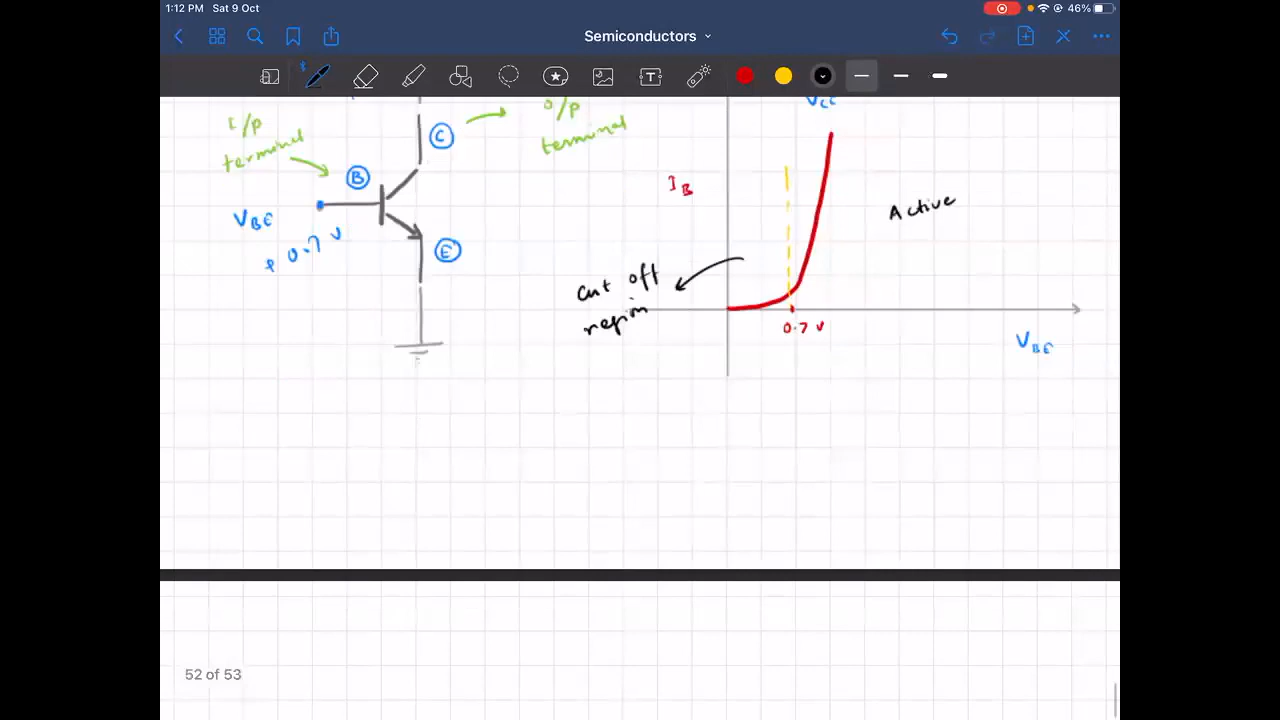 1:12 PM Sat 9 Oct
46%
Semiconductors
T
I/p
terminal
C
O/p
terminal
B
VBE
0.7 V
E
VCC
IB
Active
cut off
region
0.7 V
VBE
52 of 53